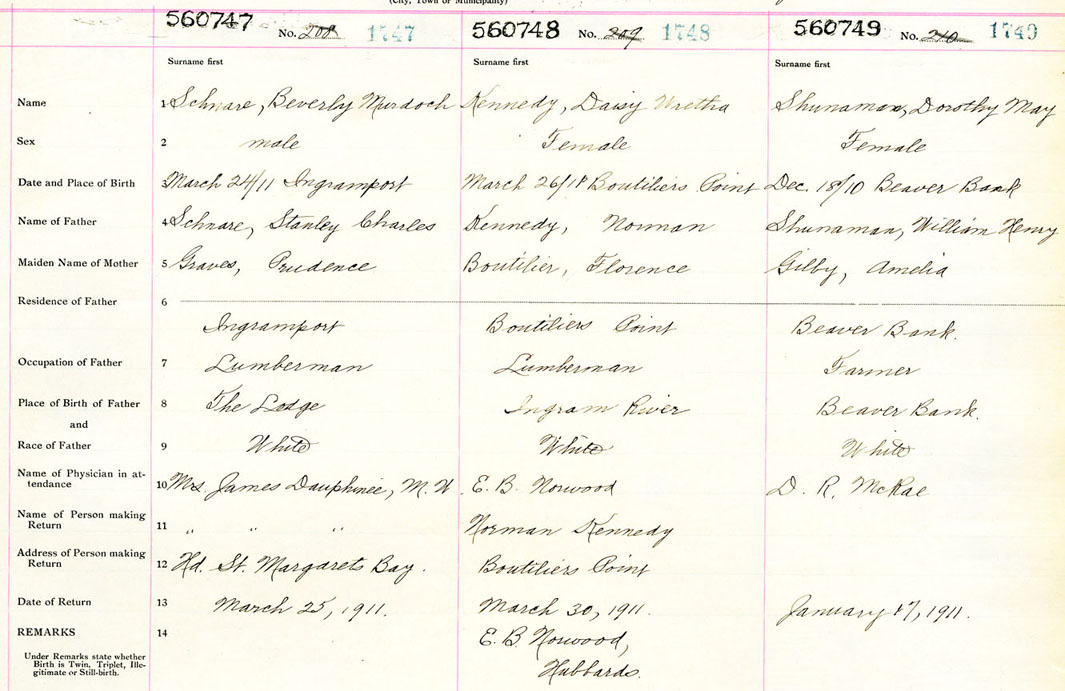 (City, Town or Municipality)
560747 No. 208 1747 560748 No. 209 1748 560749 No. 210 1749
Surname first Surname first Surname first
Name 1 Schnare, Beverly Murdoch Kennedy, Daisy Uretha Shunaman, Dorothy May
Sex 2 male Female Female
Date and Place of Birth 3 March 24/11 Ingramport March 26/11 Boutiliers Point Dec. 18/10 Beaver Bank
Name of Father 4 Schnare, Stanley Charles Kennedy, Norman Shunaman, William Henry
Maiden Name of Mother 5 Graves, Prudence Boutilier, Florence Gilby, Amelia
Residence of Father 6
Ingramport Boutiliers Point Beaver Bank.
Occupation of Father 7 Lumberman Lumberman Farmer
Place of Birth of Father 8 The Lodge Ingram River Beaver Bank.
and
Race of Father 9 White White White
Name of Physician in at-
tendance 10 Mrs. James Dauphinee, M. W. E. B. Norwood D. R. McRae
Name of Person making
Return 11 " " " Norman Kennedy
Address of Person making
Return 12 Hd. St. Margarets Bay. Boutiliers Point
Date of Return 13 March 25, 1911. March 30, 1911. January 17, 1911.
REMARKS 14 E. B. Norwood,
Hubbards.
Under Remarks state whether
Birth is Twin, Triplet, Ille-
gitimate or Still-birth.